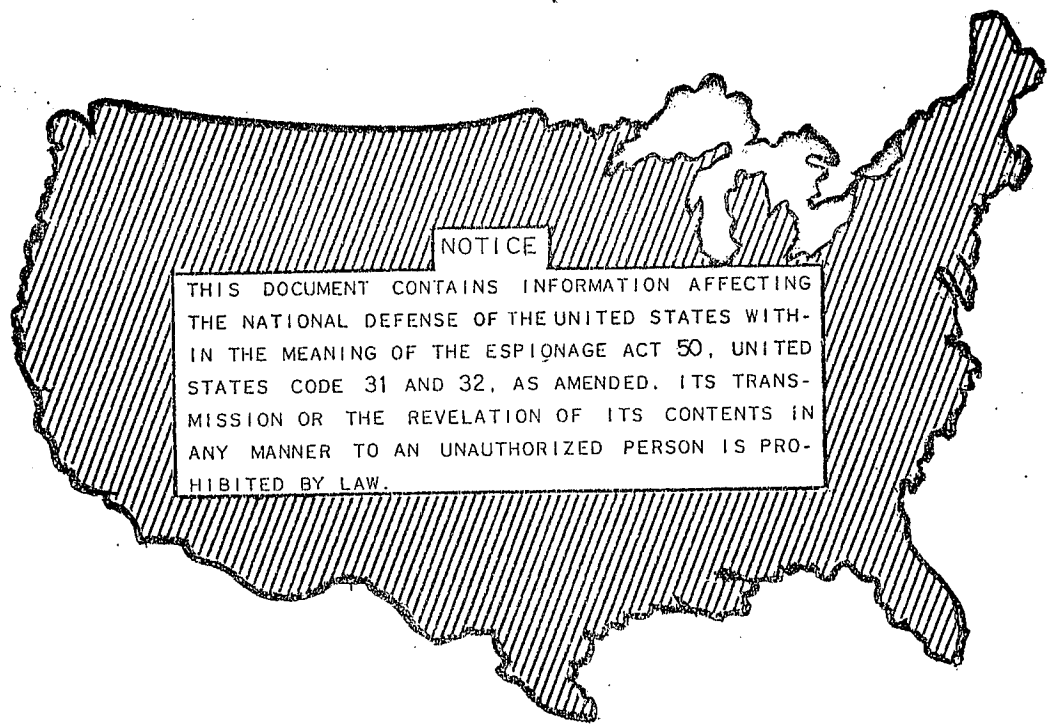 NOTICE
THIS DOCUMENT CONTAINS INFORMATION AFFECTING
THE NATIONAL DEFENSE OF THE UNITED STATES WITH-
IN THE MEANING OF THE ESPIONAGE ACT 50, UNITED
STATES CODE 31 AND 32, AS AMENDED. ITS TRANS-
MISSION OR THE REVELATION OF ITS CONTENTS IN
ANY MANNER TO AN UNAUTHORIZED PERSON IS PRO-
HIBITED BY LAW.